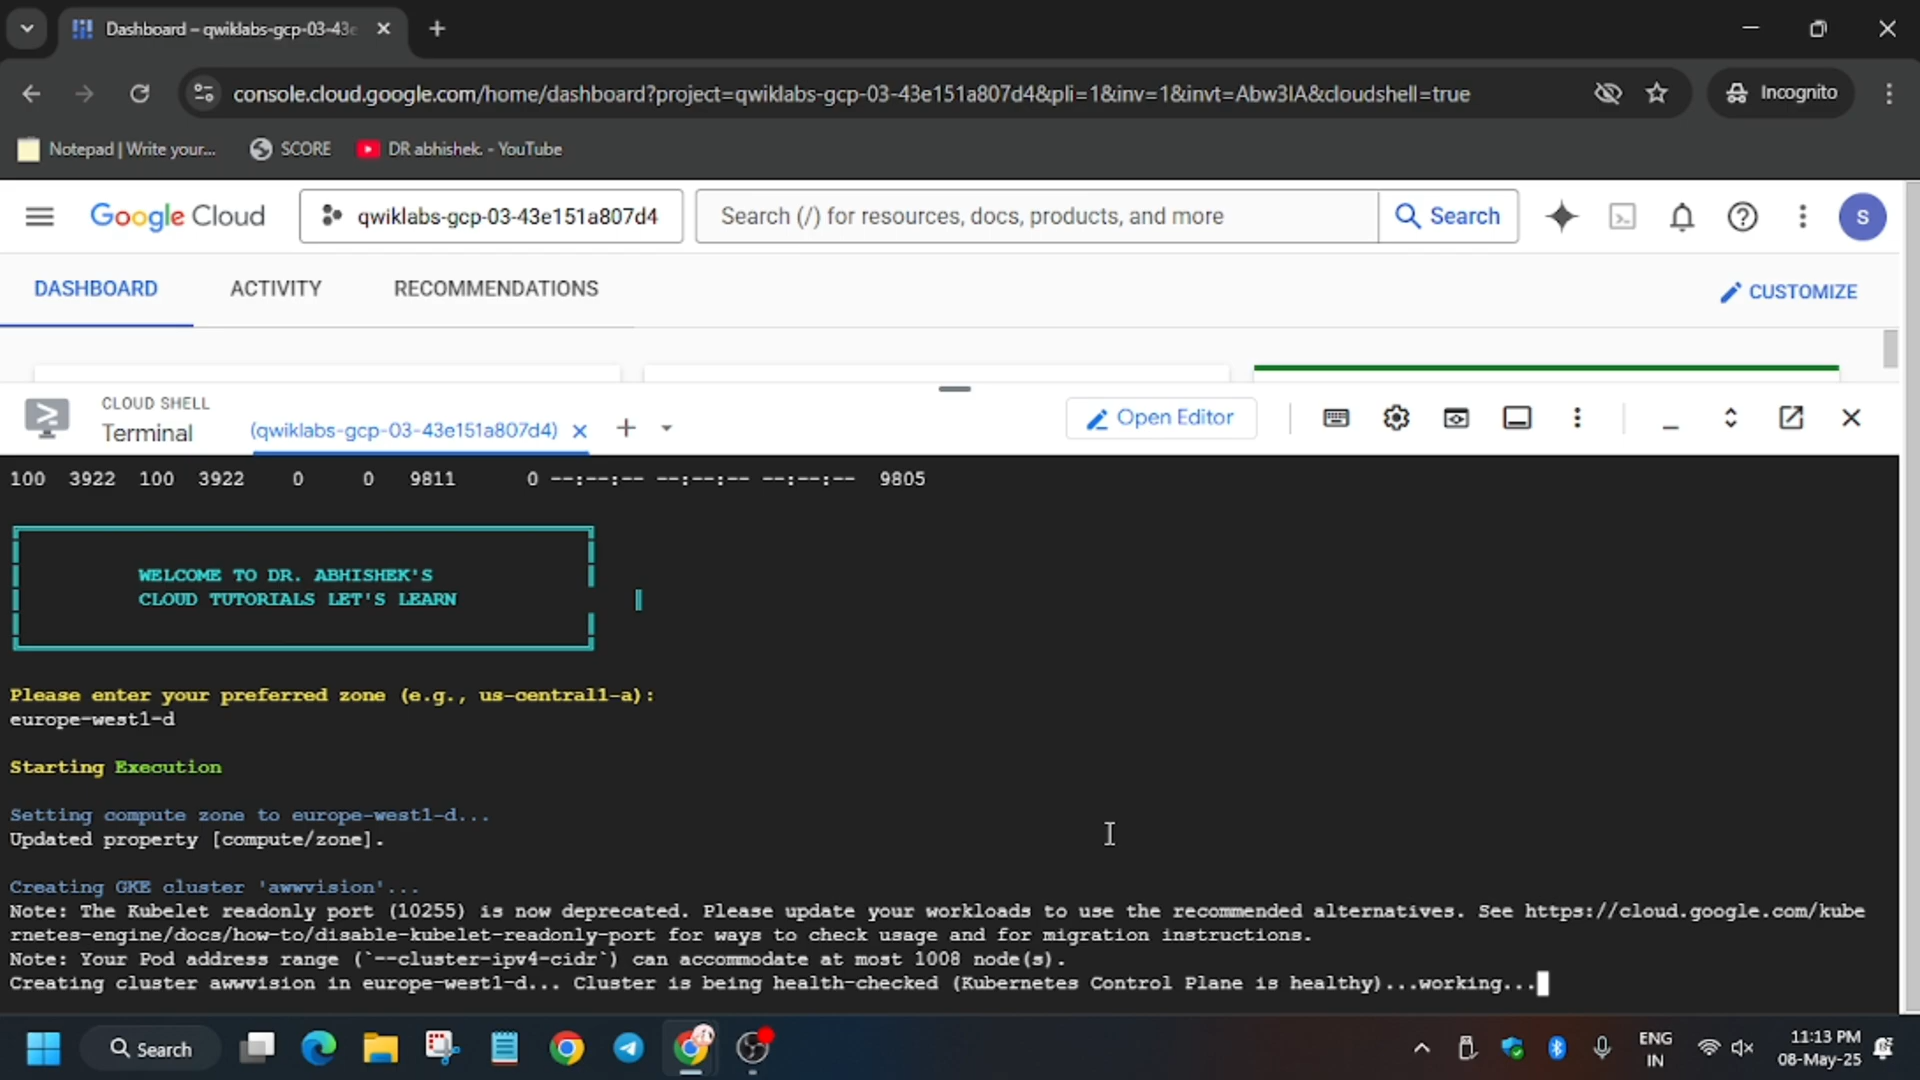 Dashboard – qwiklabs-gcp-03-43e
console.cloud.google.com/home/dashboard?project=qwiklabs-gcp-03-43e151a807d4&pli=1&inv=1&invt=Abw3IA&cloudshell=true
Incognito
Notepad | Write your...
SCORE
DR abhishek. - YouTube
Google Cloud
qwiklabs-gcp-03-43e151a807d4
Search (/) for resources, docs, products, and more
Search
S
DASHBOARD
ACTIVITY
RECOMMENDATIONS
CUSTOMIZE
CLOUD SHELL
Terminal
(qwiklabs-gcp-03-43e151a807d4)
Open Editor
100 3922 100 3922 0 0 9811 0 --:--:-- --:--:-- --:--:-- 9805
WELCOME TO DR. ABHISHEK'S
CLOUD TUTORIALS LET'S LEARN
Please enter your preferred zone (e.g., us-central1-a):
europe-west1-d
Starting Execution
Setting compute zone to europe-west1-d...
Updated property [compute/zone].
Creating GKE cluster 'awwvision'...
Note: The Kubelet readonly port (10255) is now deprecated. Please update your workloads to use the recommended alternatives. See https://cloud.google.com/kube
rnetes-engine/docs/how-to/disable-kubelet-readonly-port for ways to check usage and for migration instructions.
Note: Your Pod address range (`--cluster-ipv4-cidr`) can accommodate at most 1008 node(s).
Creating cluster awwvision in europe-west1-d... Cluster is being health-checked (Kubernetes Control Plane is healthy)...working...
Search
ENG
IN
11:13 PM
08-May-25